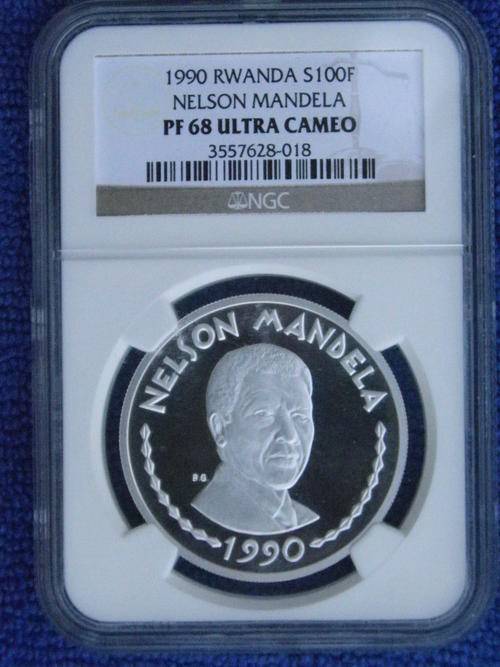 1990 RWANDA S100F
NELSON MANDELA
PF 68 ULTRA CAMEO
3557628-018
NGC
NELSON MANDELA
B.G.
1990